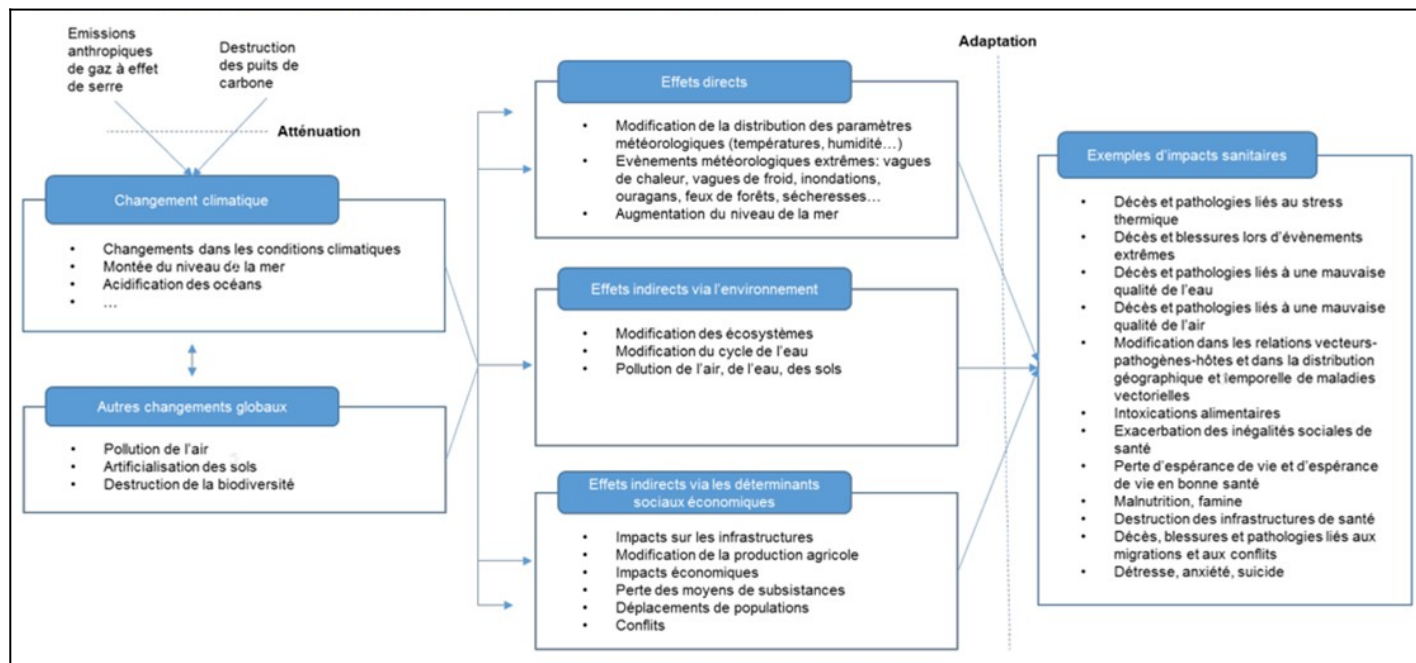 Emissions
anthropiques
de gaz à effet
de serre
Destruction
des puits de
carbone
Atténuation
Changement climatique
• Changements dans les conditions climatiques
• Montée du niveau de la mer
• Acidification des océans
• …
Autres changements globaux
• Pollution de l'air
• Artificialisation des sols
• Destruction de la biodiversité
Effets directs
• Modification de la distribution des paramètres
météorologiques (températures, humidité…)
• Evènements météorologiques extrêmes: vagues
de chaleur, vagues de froid, inondations,
ouragans, feux de forêts, sécheresses…
• Augmentation du niveau de la mer
Effets indirects via l'environnement
• Modification des écosystèmes
• Modification du cycle de l'eau
• Pollution de l'air, de l'eau, des sols
Effets indirects via les déterminants
sociaux économiques
• Impacts sur les infrastructures
• Modification de la production agricole
• Impacts économiques
• Perte des moyens de subsistances
• Déplacements de populations
• Conflits
Adaptation
Exemples d'impacts sanitaires
• Décès et pathologies liés au stress
thermique
• Décès et blessures lors d'évènements
extrêmes
• Décès et pathologies liés à une mauvaise
qualité de l'eau
• Décès et pathologies liés à une mauvaise
qualité de l'air
• Modification dans les relations vecteurs-
pathogènes-hôtes et dans la distribution
géographique et temporelle de maladies
vectorielles
• Intoxications alimentaires
• Exacerbation des inégalités sociales de
santé
• Perte d'espérance de vie et d'espérance
de vie en bonne santé
• Malnutrition, famine
• Destruction des infrastructures de santé
• Décès, blessures et pathologies liés aux
migrations et aux conflits
• Détresse, anxiété, suicide